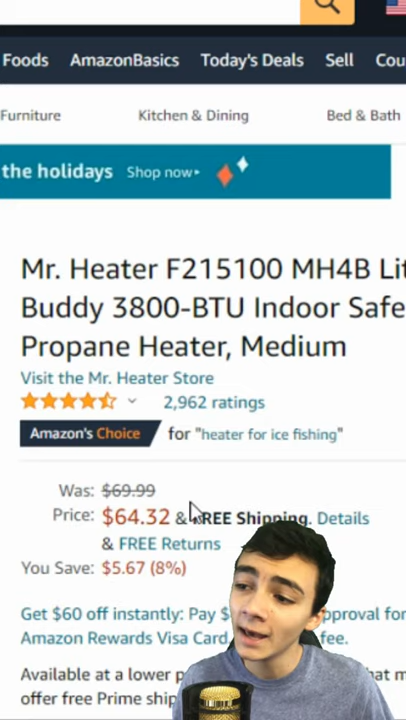 Foods AmazonBasics Today's Deals Sell
Furniture Kitchen & Dining Bed & Bath
the holidays Shop now
Mr. Heater F215100 MH4B
Buddy 3800-BTU Indoor Safe
Propane Heater, Medium
Visit the Mr. Heater Store
2,962 ratings
Amazon's Choice for "heater for ice fishing"
Was: $69.99
Price: $64.32 & FREE Shipping. Details
& FREE Returns
You Save: $5.67 (8%)
Get $60 off instantly: Pay $ for
Amazon Rewards Visa Card. fee.
Available at a lower
offer free Prime